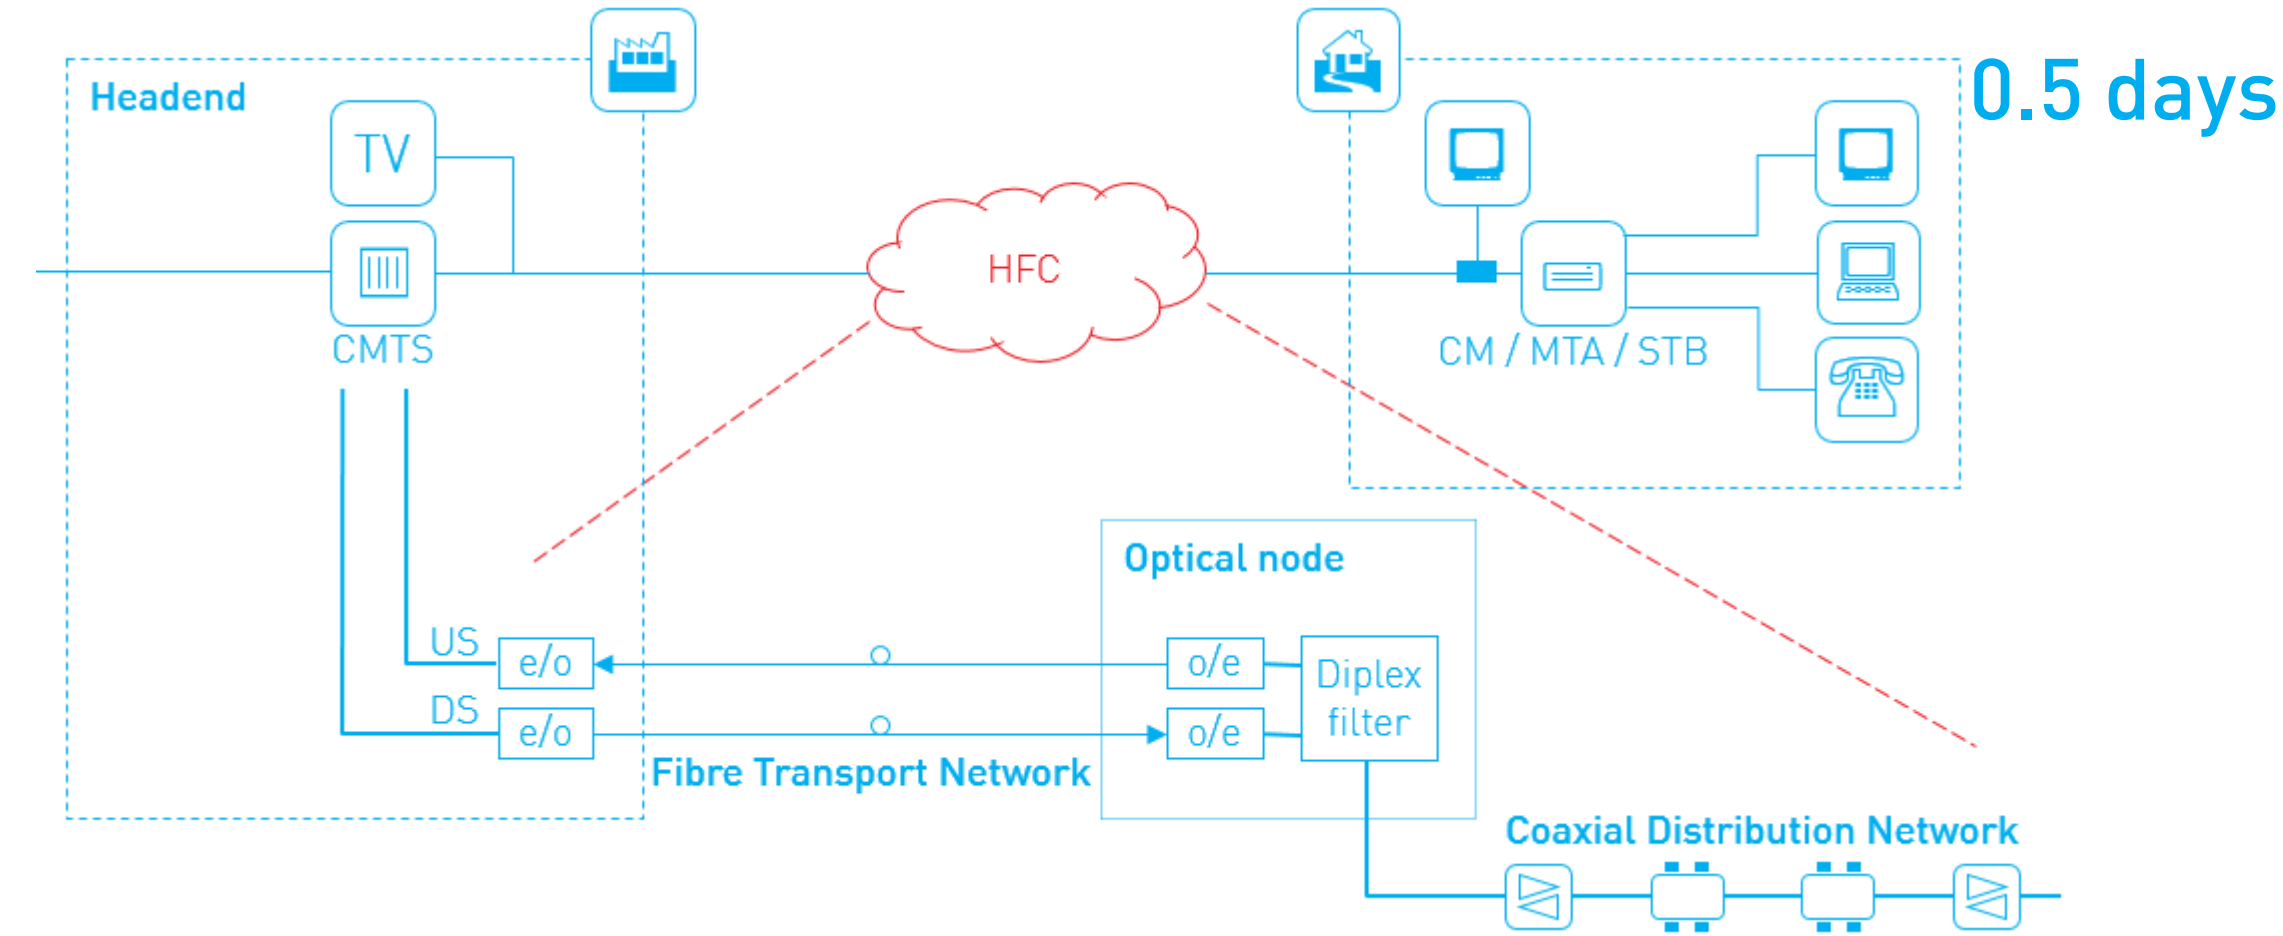 Headend
0.5 days
TV
HFC
CMTS
CM / MTA / STB
Optical node
US
e/o
o/e
Diplex
filter
DS
e/o
o/e
Fibre Transport Network
Coaxial Distribution Network